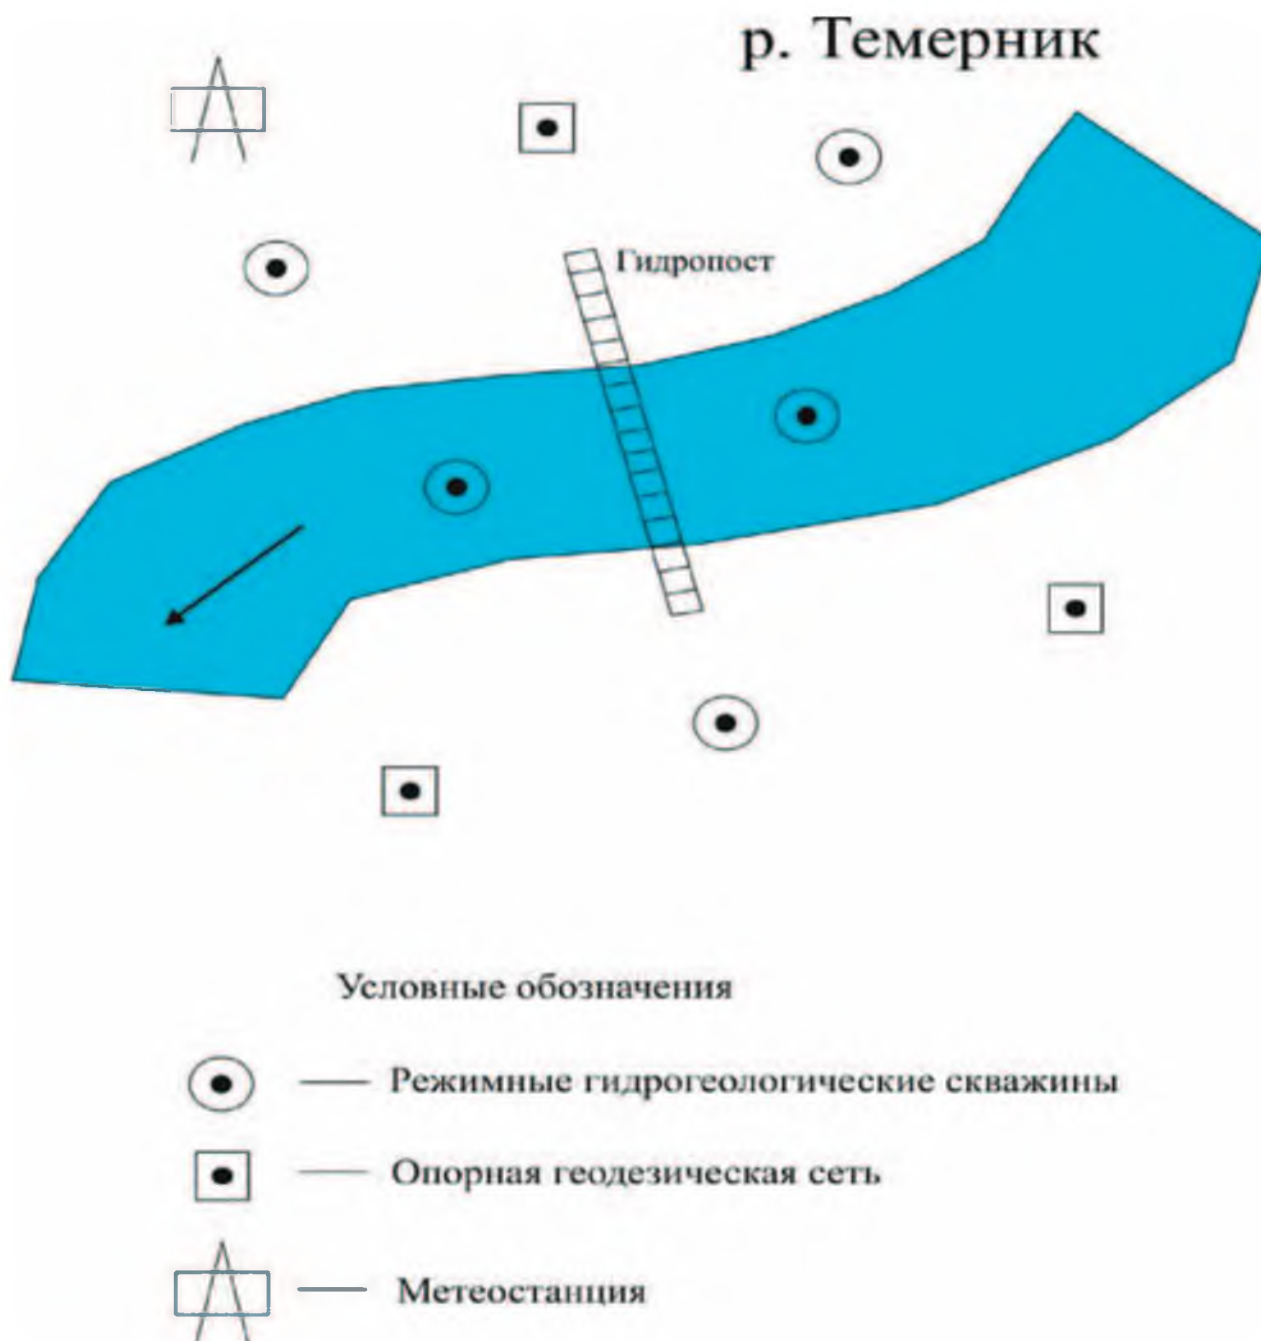 р. Темерник
Гидропост
Условные обозначения
Режимные гидрогеологические скважины
Опорная геодезическая сеть
Метеостанция